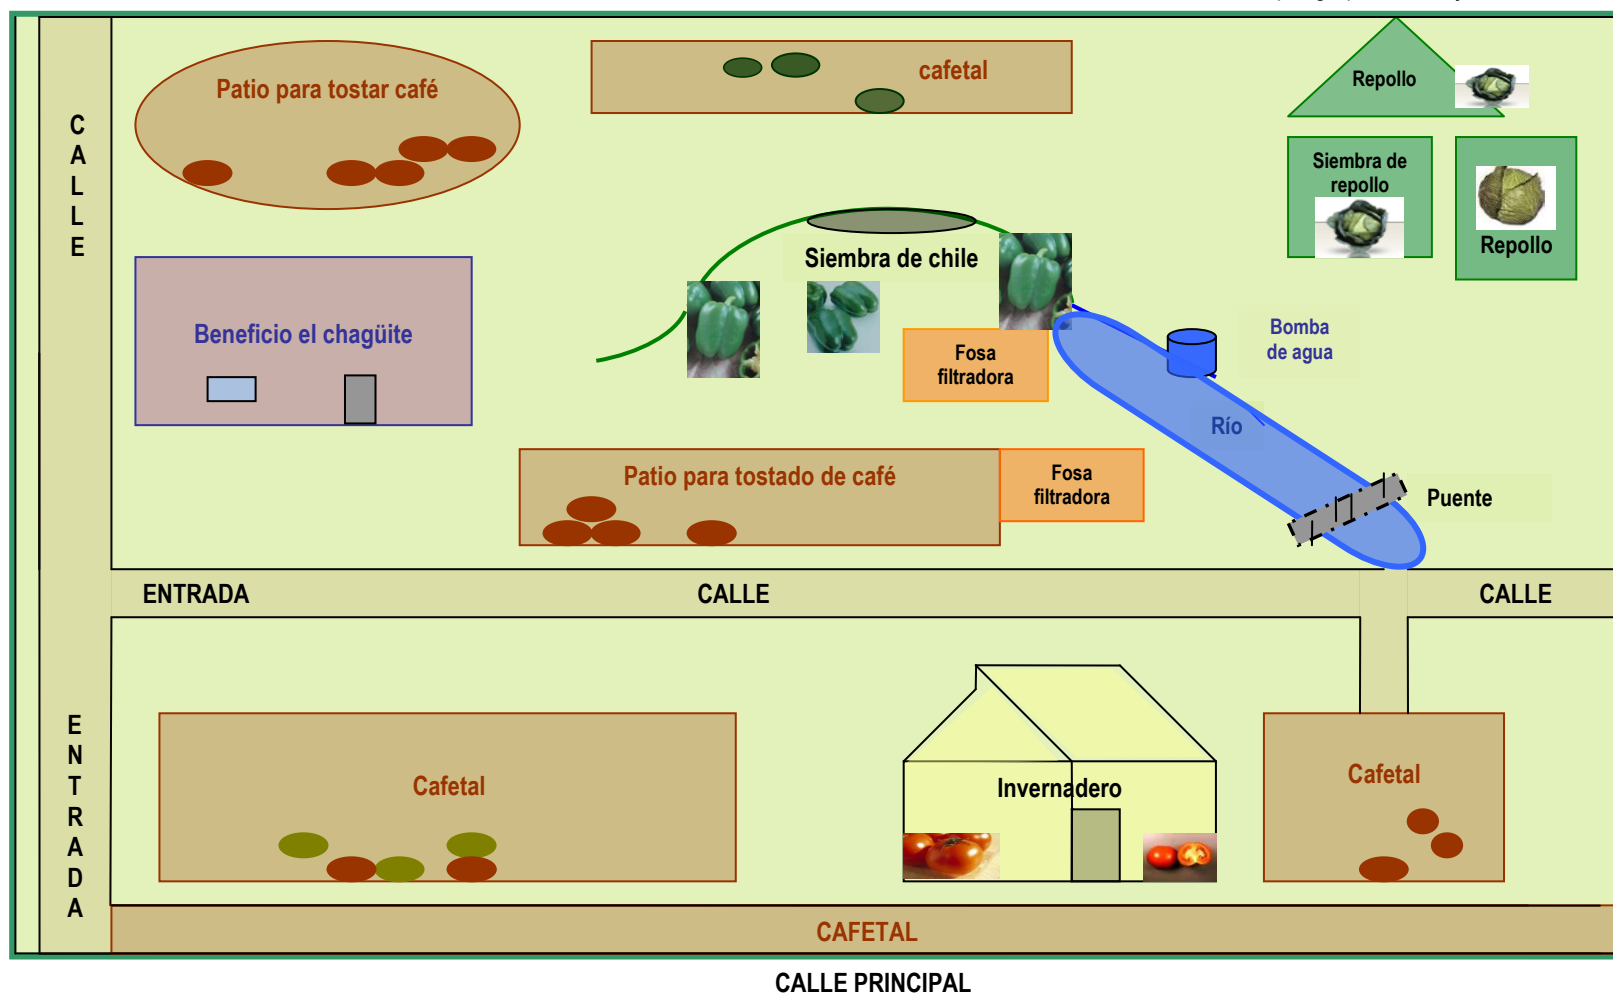 Patio para tostar café
cafetal
Repollo
C
A
L
L
E
Siembra de
repollo
Repollo
Siembra de chile
Beneficio el chagüite
Fosa
filtradora
Bomba
de agua
Río
Patio para tostado de café
Fosa
filtradora
Puente
ENTRADA
CALLE
CALLE
E
N
T
R
A
D
A
Cafetal
Invernadero
Cafetal
CAFETAL
CALLE PRINCIPAL